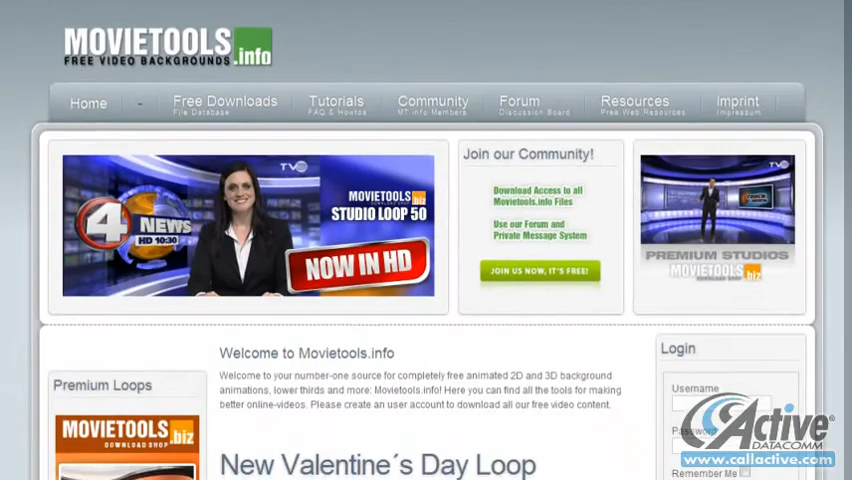 MOVIETOOLS.info
FREE VIDEO BACKGROUNDS
Home
-
Free Downloads
File Database
Tutorials
FAQ & Howtos
Community
MT info Members
Forum
Discussion Board
Resources
Free Web Resources
Imprint
Impressum
TVO
4 NEWS
HD 10:30
MOVIETOOLS.biz
DOWNLOAD SHOP
STUDIO LOOP 50
NOW IN HD
Join our Community!
Download Access to all
Movietools.info Files
Use our Forum and
Private Message System
JOIN US NOW, IT'S FREE!
TVO
PREMIUM STUDIOS
MOVIETOOLS.biz
DOWNLOAD SHOP
Premium Loops
MOVIETOOLS.biz
DOWNLOAD SHOP
Welcome to Movietools.info
Welcome to your number-one source for completely free animated 2D and 3D background
animations, lower thirds and more: Movietools.info! Here you can find all the tools for making
better online-videos. Please create an user account to download all our free video content.
New Valentine´s Day Loop
Login
Username
Password
Remember Me
Active®
DATACOMM
www.callactive.com